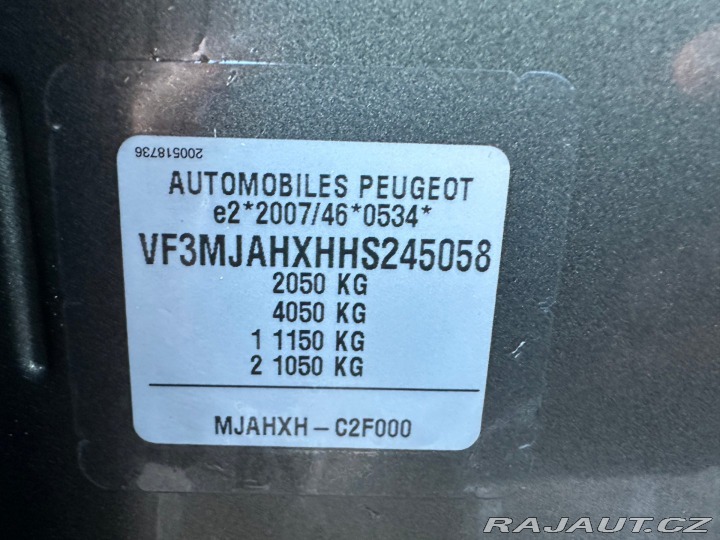 200518736
AUTOMOBILES PEUGEOT
e2*2007/46*0534*
VF3MJAHXHHS245058
2050 KG
4050 KG
1 1150 KG
2 1050 KG
MJAHXH – C2F000
RAJAUT.CZ